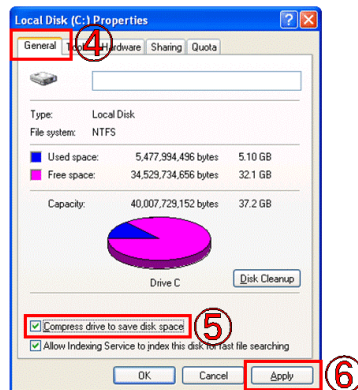 Local Disk (C:) Properties
General Tools Hardware Sharing Quota
④
Type: Local Disk
File system: NTFS
Used space: 5,477,994,496 bytes 5.10 GB
Free space: 34,529,734,656 bytes 32.1 GB
Capacity: 40,007,729,152 bytes 37.2 GB
Drive C
Disk Cleanup
Compress drive to save disk space
⑤
Allow Indexing Service to index this disk for fast file searching
OK Cancel Apply
⑥